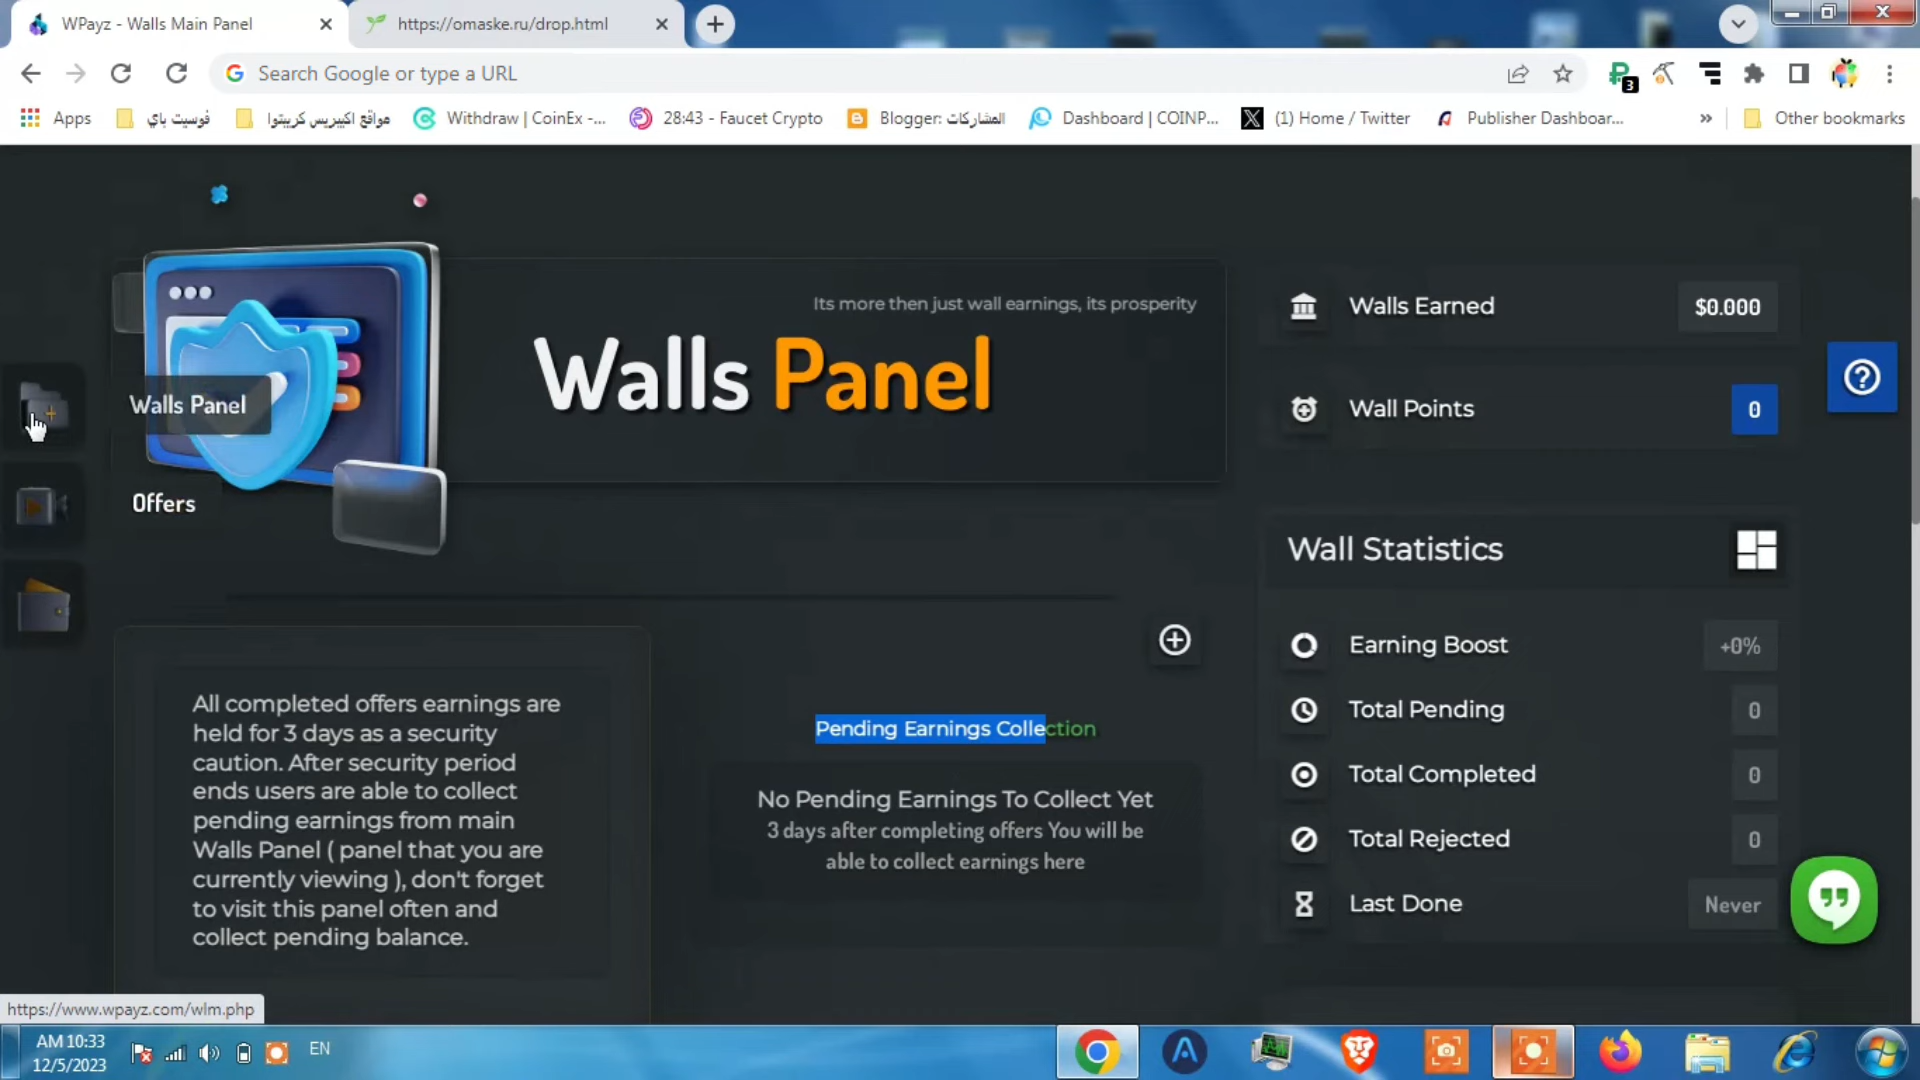 WPayz - Walls Main Panel
https://omaske.ru/drop.html
Search Google or type a URL
3
Apps
فوسيت باي
مواقع اكبيريس كريبتوا
Withdraw | CoinEx -...
28:43 - Faucet Crypto
Blogger: المشاركات
Dashboard | COINP...
(1) Home / Twitter
Publisher Dashboar...
»
Other bookmarks
Its more then just wall earnings, its prosperity
Walls Panel
Walls Panel
Offers
Walls Earned
$0.000
Wall Points
0
Wall Statistics
Earning Boost
+0%
Total Pending
0
Total Completed
0
Total Rejected
0
Last Done
Never
All completed offers earnings are
held for 3 days as a security
caution. After security period
ends users are able to collect
pending earnings from main
Walls Panel ( panel that you are
currently viewing ), don't forget
to visit this panel often and
collect pending balance.
Pending Earnings Collection
No Pending Earnings To Collect Yet
3 days after completing offers You will be
able to collect earnings here
https://www.wpayz.com/wlm.php
AM 10:33
12/5/2023
EN